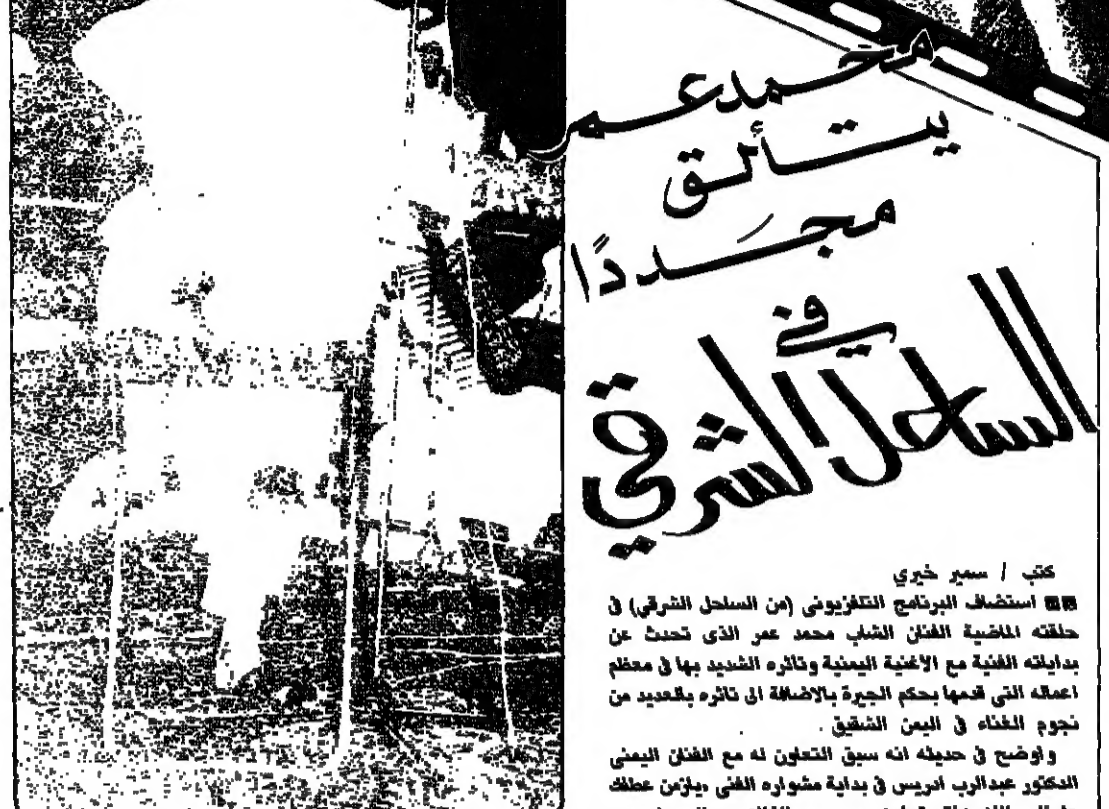 محمد عمر
يتألق
مجددًا
في
الساحل الشرقي
كتب / سمير خيري
استضاف البرنامج التلفزيوني (من الساحل الشرقي) في
حلقته الماضية الفنان الشاب محمد عمر الذى تحدث عن
بداياته الفنية مع الأغنية اليمنية وتاثره الشديد بها في معظم
اعماله التي قدمها بحكم الجيرة بالاضافة الى تاثره بالعديد من
نجوم الغناء في اليمن الشقيق .
واوضح في حديثه انه سبق التعاون له مع الفنان اليمنى
الدكتور عبدالرب ادريس في بداية مشواره الفنى